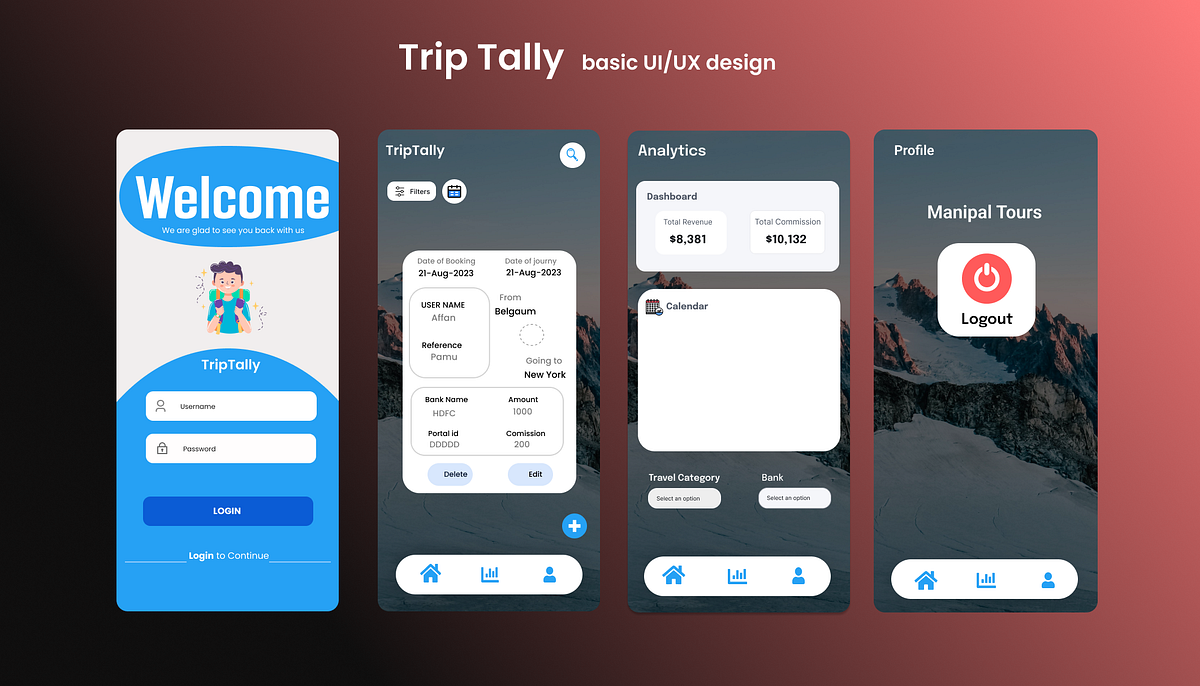 Trip Tally basic UI/UX design
Welcome
We are glad to see you back with us
TripTally
Username
Password
LOGIN
Login to Continue
TripTally
Filters
Date of Booking
21-Aug-2023
Date of journy
21-Aug-2023
USER NAME
Affan
Reference
Pamu
From
Belgaum
Going to
New York
Bank Name
HDFC
Amount
1000
Portal id
DDDDD
Comission
200
Delete
Edit
Analytics
Dashboard
Total Revenue
$8,381
Total Commission
$10,132
Calendar
Travel Category
Select an option
Bank
Select an option
Profile
Manipal Tours
Logout